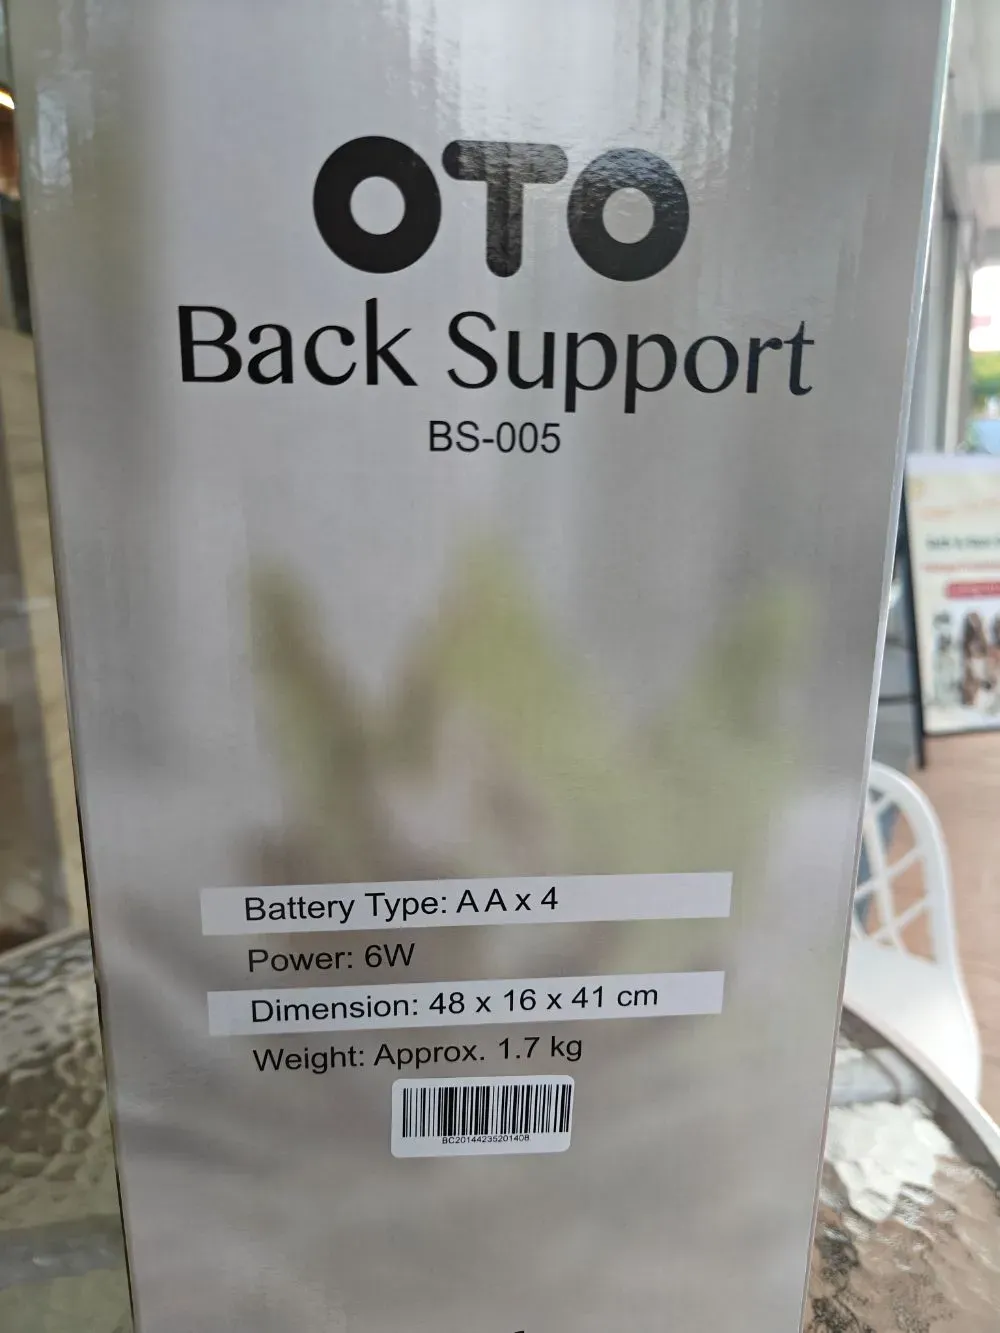 OTO
Back Support
BS-005
Battery Type: AA x 4
Power: 6W
Dimension: 48 x 16 x 41 cm
Weight: Approx. 1.7 kg
BC20144235201408